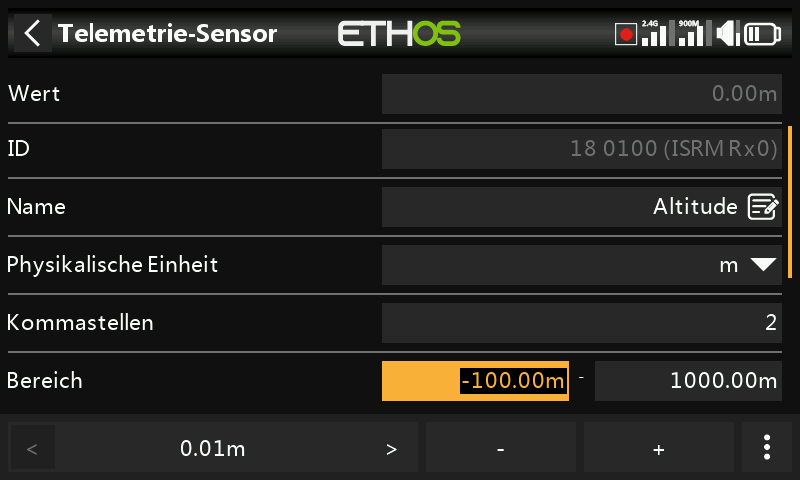 Telemetrie-Sensor ETHOS 2.4G 900M
Wert 0.00m
ID 18 0100 (ISRM Rx0)
Name Altitude
Physikalische Einheit m
Kommastellen 2
Bereich -100.00m - 1000.00m
< 0.01m > - +